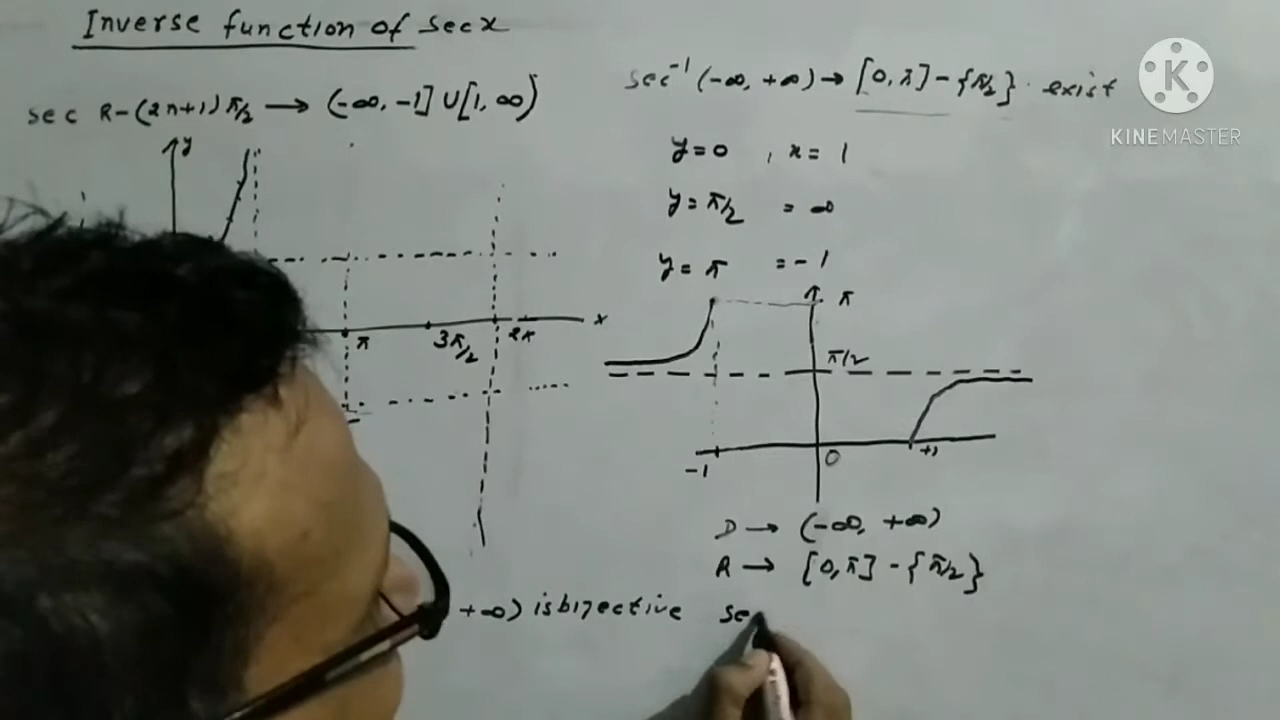 Inverse function of secx
sec R-(2n+1)π/2 → (-∞, -1] U[1, ∞)
y
x
π
3π/2
2π
sec⁻¹ (-∞, +∞) → [0, π] - {π/2} exist
y=0 , x= 1
y= π/2 = ∞
y= π = - 1
π
π/2
-1
0
+1
D → (-∞, +∞)
R → [0, π] - {π/2}
+∞) is bijective
KINEMASTER